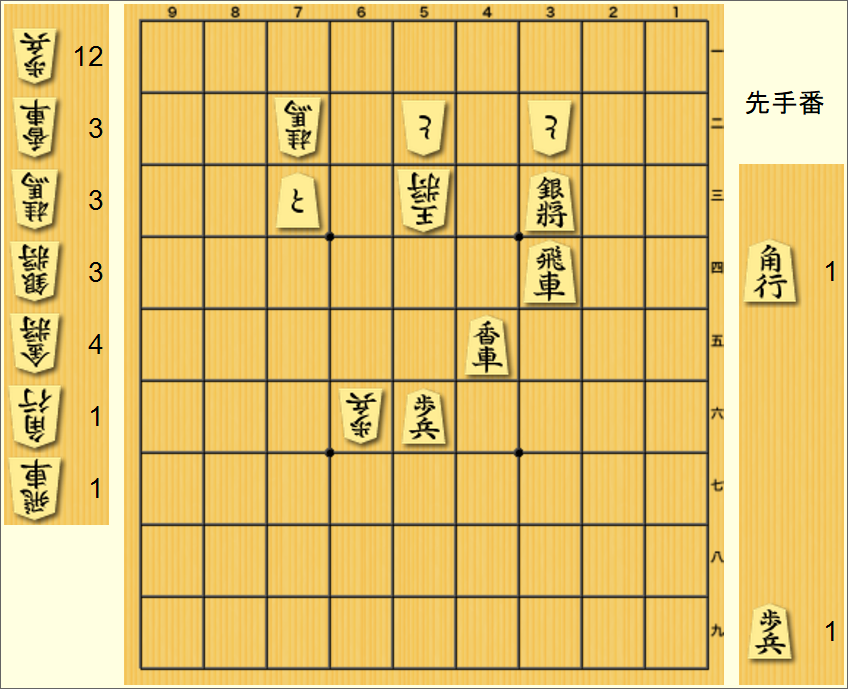 9 8 7 6 5 4 3 2 1
一
二
三
四
五
六
七
八
九
歩兵 12
香車 3
桂馬 3
銀将 3
金将 4
角行 1
飛車 1
桂馬 と と
と 王将 銀将
飛車
香車
歩兵 歩兵
先手番
角行 1
歩兵 1